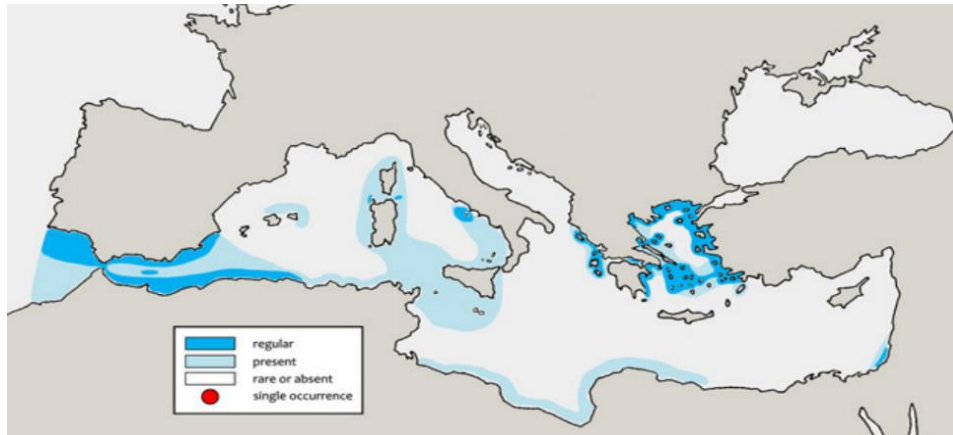 regular
present
rare or absent
single occurrence